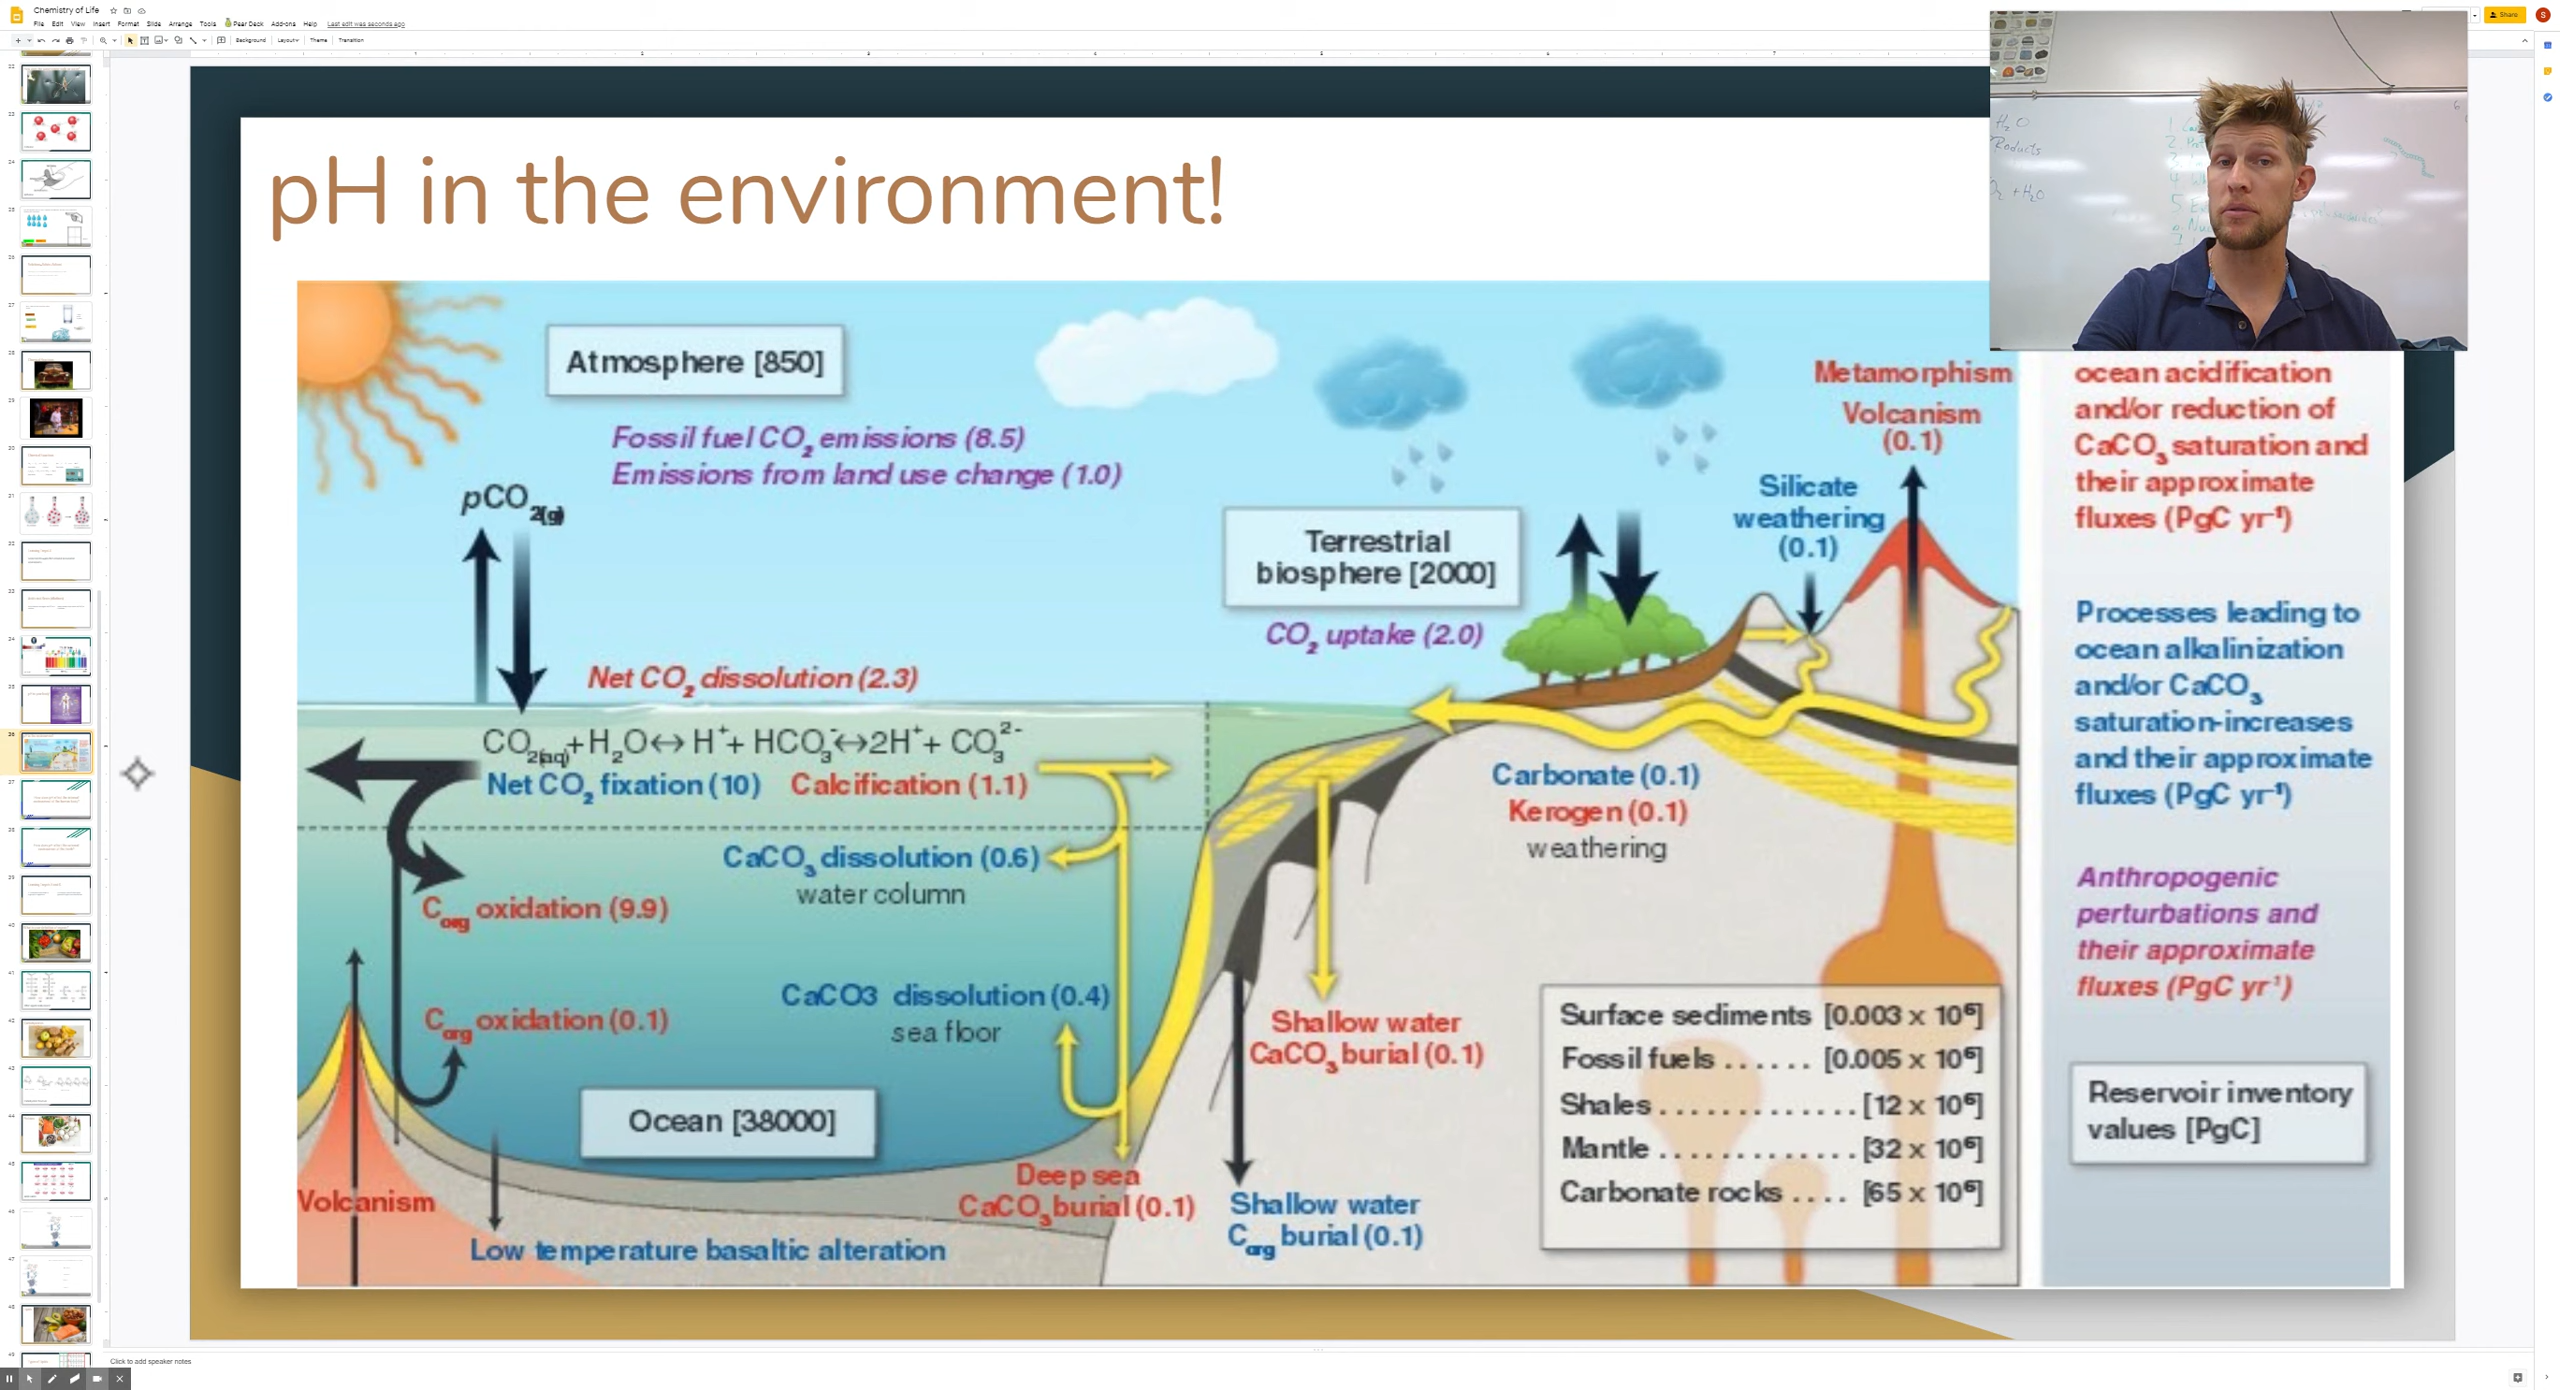 Chemistry of Life
File Edit View Insert Format Slide Arrange Tools Pear Deck Add-ons Help Last edit was seconds ago
Share
S
Background Layout Theme Transition
pH in the environment!
Atmosphere [850]
Fossil fuel CO₂ emissions (8.5)
Emissions from land use change (1.0)
pCO₂(g)
Net CO₂ dissolution (2.3)
CO₂(aq)+H₂O↔ H⁺+ HCO₃⁻↔2H⁺+ CO₃²⁻
Net CO₂ fixation (10) Calcification (1.1)
CaCO₃ dissolution (0.6)
water column
Corg oxidation (9.9)
CaCO3 dissolution (0.4)
sea floor
Corg oxidation (0.1)
Ocean [38000]
Volcanism
Deep sea
CaCO₃ burial (0.1)
Low temperature basaltic alteration
Terrestrial
biosphere [2000]
CO₂ uptake (2.0)
Silicate
weathering
(0.1)
Metamorphism
Volcanism
(0.1)
Carbonate (0.1)
Kerogen (0.1)
weathering
Shallow water
CaCO₃ burial (0.1)
Shallow water
Corg burial (0.1)
Surface sediments [0.003 x 10⁶]
Fossil fuels ...... [0.005 x 10⁶]
Shales ............. [12 x 10⁶]
Mantle ............. [32 x 10⁶]
Carbonate rocks .... [65 x 10⁶]
ocean acidification
and/or reduction of
CaCO₃ saturation and
their approximate
fluxes (PgC yr⁻¹)
Processes leading to
ocean alkalinization
and/or CaCO₃
saturation-increases
and their approximate
fluxes (PgC yr⁻¹)
Anthropogenic
perturbations and
their approximate
fluxes (PgC yr⁻¹)
Reservoir inventory
values [PgC]
H₂O
Products
+H₂O
Click to add speaker notes